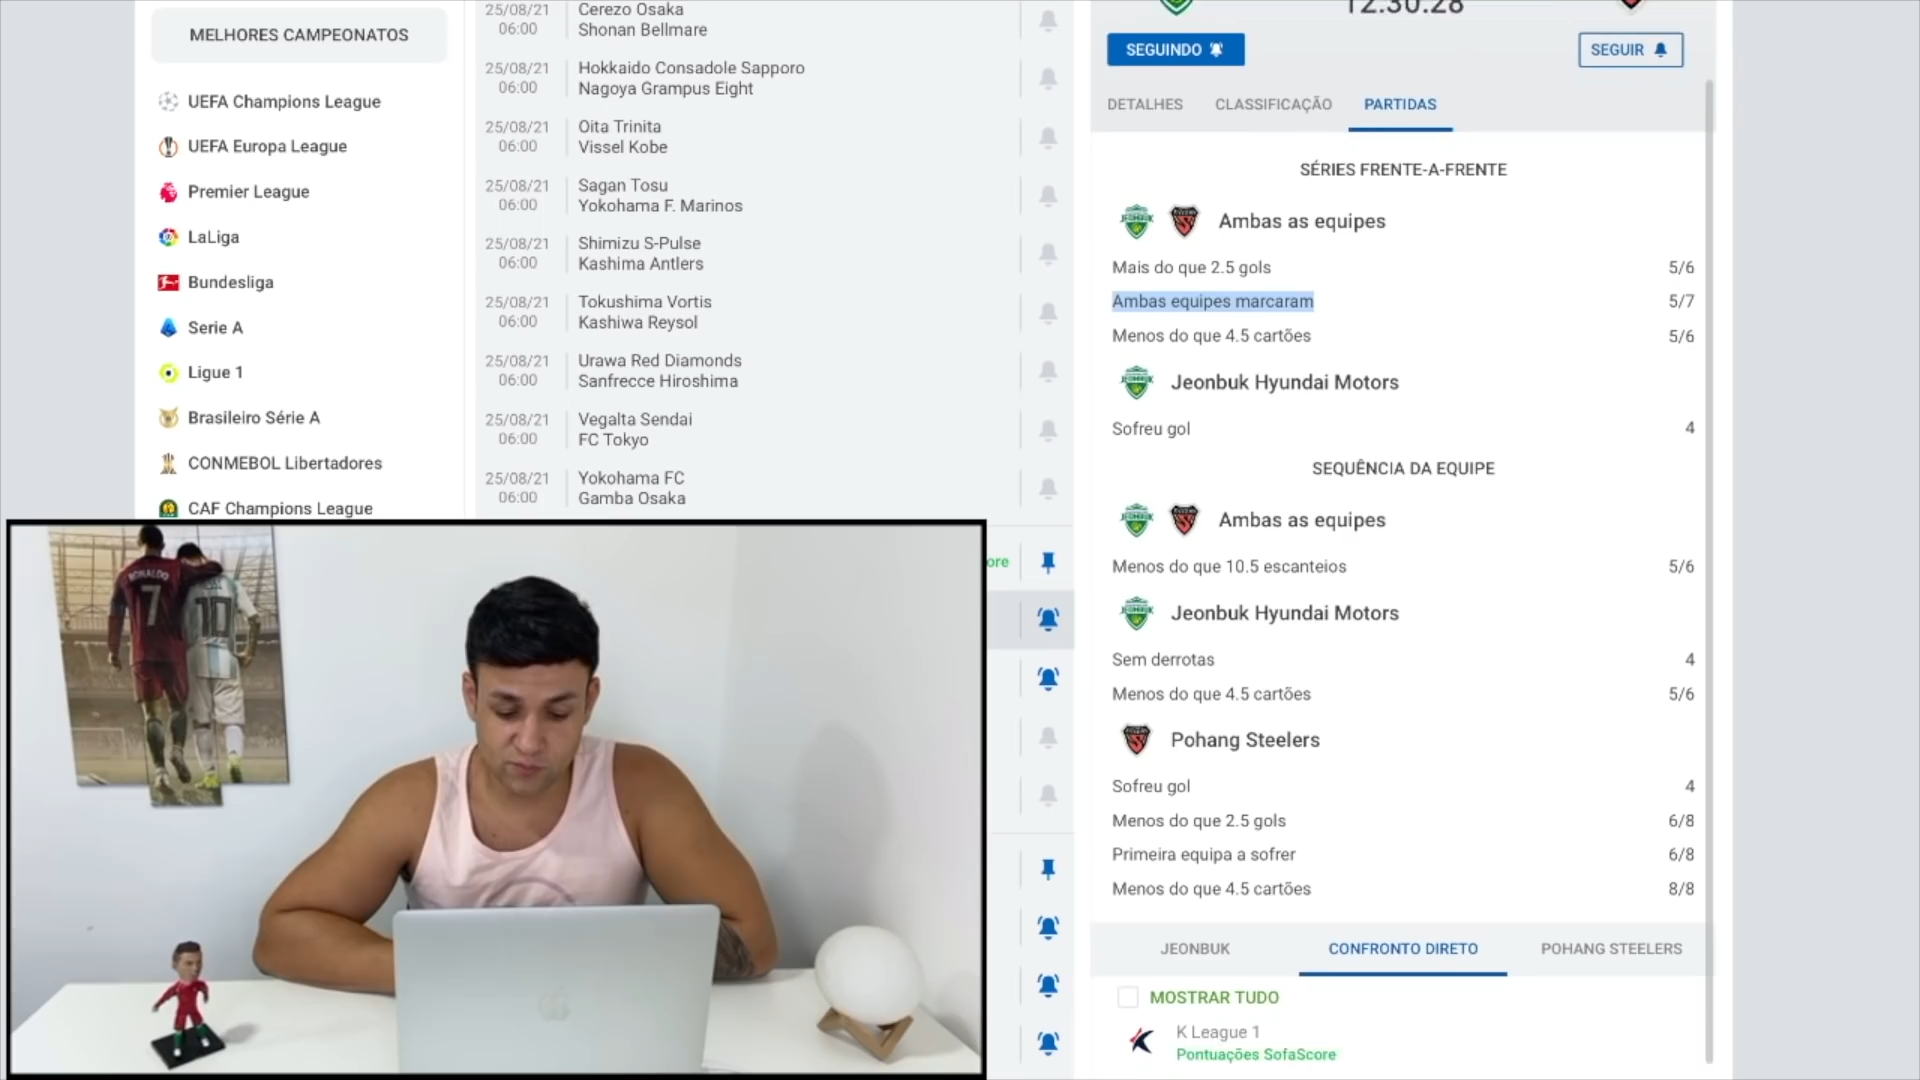 MELHORES CAMPEONATOS
UEFA Champions League
UEFA Europa League
Premier League
LaLiga
Bundesliga
Serie A
Ligue 1
Brasileiro Série A
CONMEBOL Libertadores
CAF Champions League
25/08/21
06:00
Cerezo Osaka
Shonan Bellmare
25/08/21
06:00
Hokkaido Consadole Sapporo
Nagoya Grampus Eight
25/08/21
06:00
Oita Trinita
Vissel Kobe
25/08/21
06:00
Sagan Tosu
Yokohama F. Marinos
25/08/21
06:00
Shimizu S-Pulse
Kashima Antlers
25/08/21
06:00
Tokushima Vortis
Kashiwa Reysol
25/08/21
06:00
Urawa Red Diamonds
Sanfrecce Hiroshima
25/08/21
06:00
Vegalta Sendai
FC Tokyo
25/08/21
06:00
Yokohama FC
Gamba Osaka
ore
RONALDO
7
10
12:30:28
SEGUINDO
SEGUIR
DETALHES CLASSIFICAÇÃO PARTIDAS
SÉRIES FRENTE-A-FRENTE
Ambas as equipes
Mais do que 2.5 gols 5/6
Ambas equipes marcaram 5/7
Menos do que 4.5 cartões 5/6
Jeonbuk Hyundai Motors
Sofreu gol 4
SEQUÊNCIA DA EQUIPE
Ambas as equipes
Menos do que 10.5 escanteios 5/6
Jeonbuk Hyundai Motors
Sem derrotas 4
Menos do que 4.5 cartões 5/6
Pohang Steelers
Sofreu gol 4
Menos do que 2.5 gols 6/8
Primeira equipa a sofrer 6/8
Menos do que 4.5 cartões 8/8
JEONBUK CONFRONTO DIRETO POHANG STEELERS
MOSTRAR TUDO
K League 1
Pontuações SofaScore